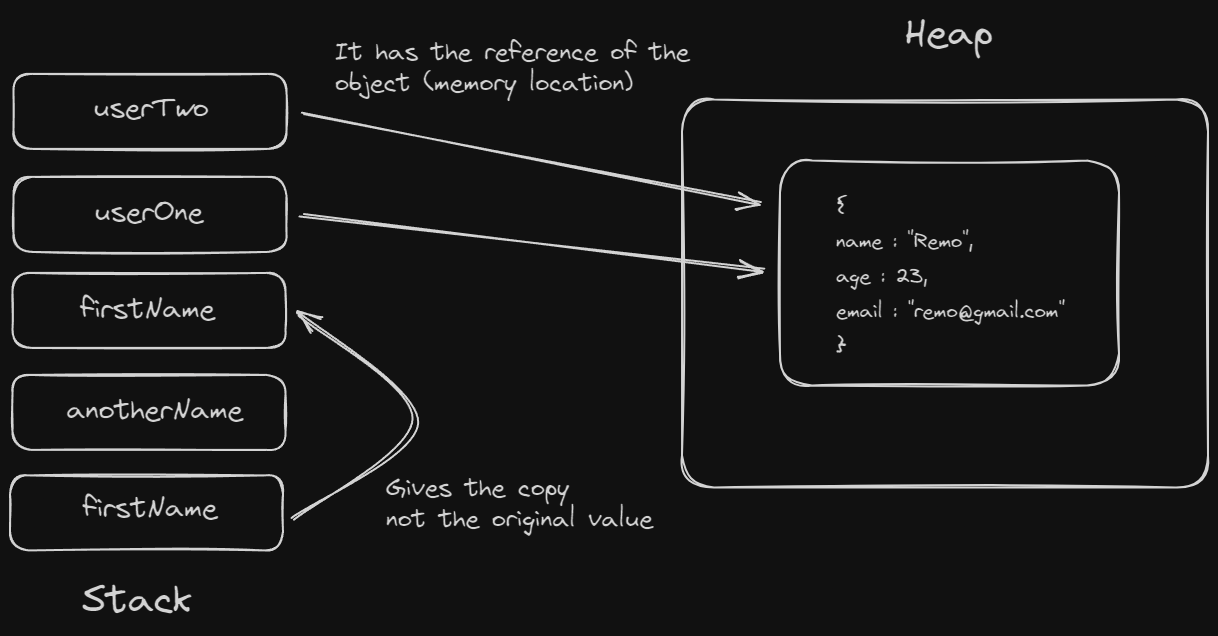 Heap
It has the reference of the
object (memory location)
userTwo
userOne
firstName
anotherName
firstName
Stack
Gives the copy
not the original value
{
name : "Remo",
age : 23,
email : "remo@gmail.com"
}